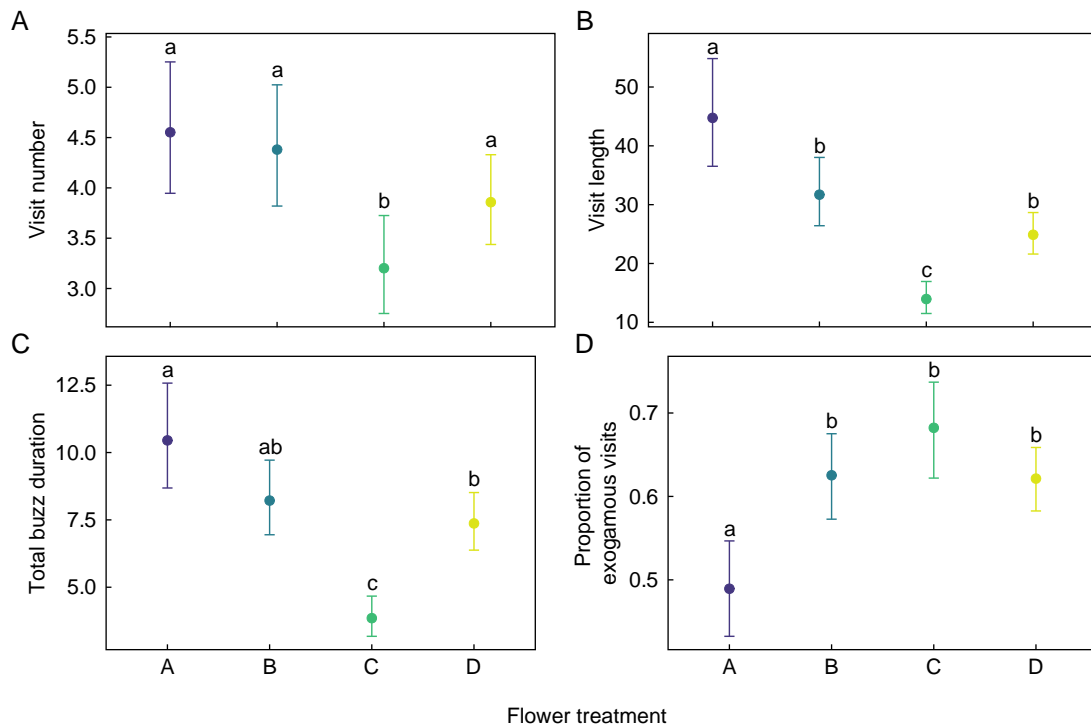 A
Visit number
5.5
5.0
4.5
4.0
3.5
3.0
a
a
b
a
B
Visit length
50
40
30
20
10
a
b
c
b
C
Total buzz duration
12.5
10.0
7.5
5.0
a
ab
c
b
A B C D
D
Proportion of
exogamous visits
0.7
0.6
0.5
a
b
b
b
A B C D
Flower treatment